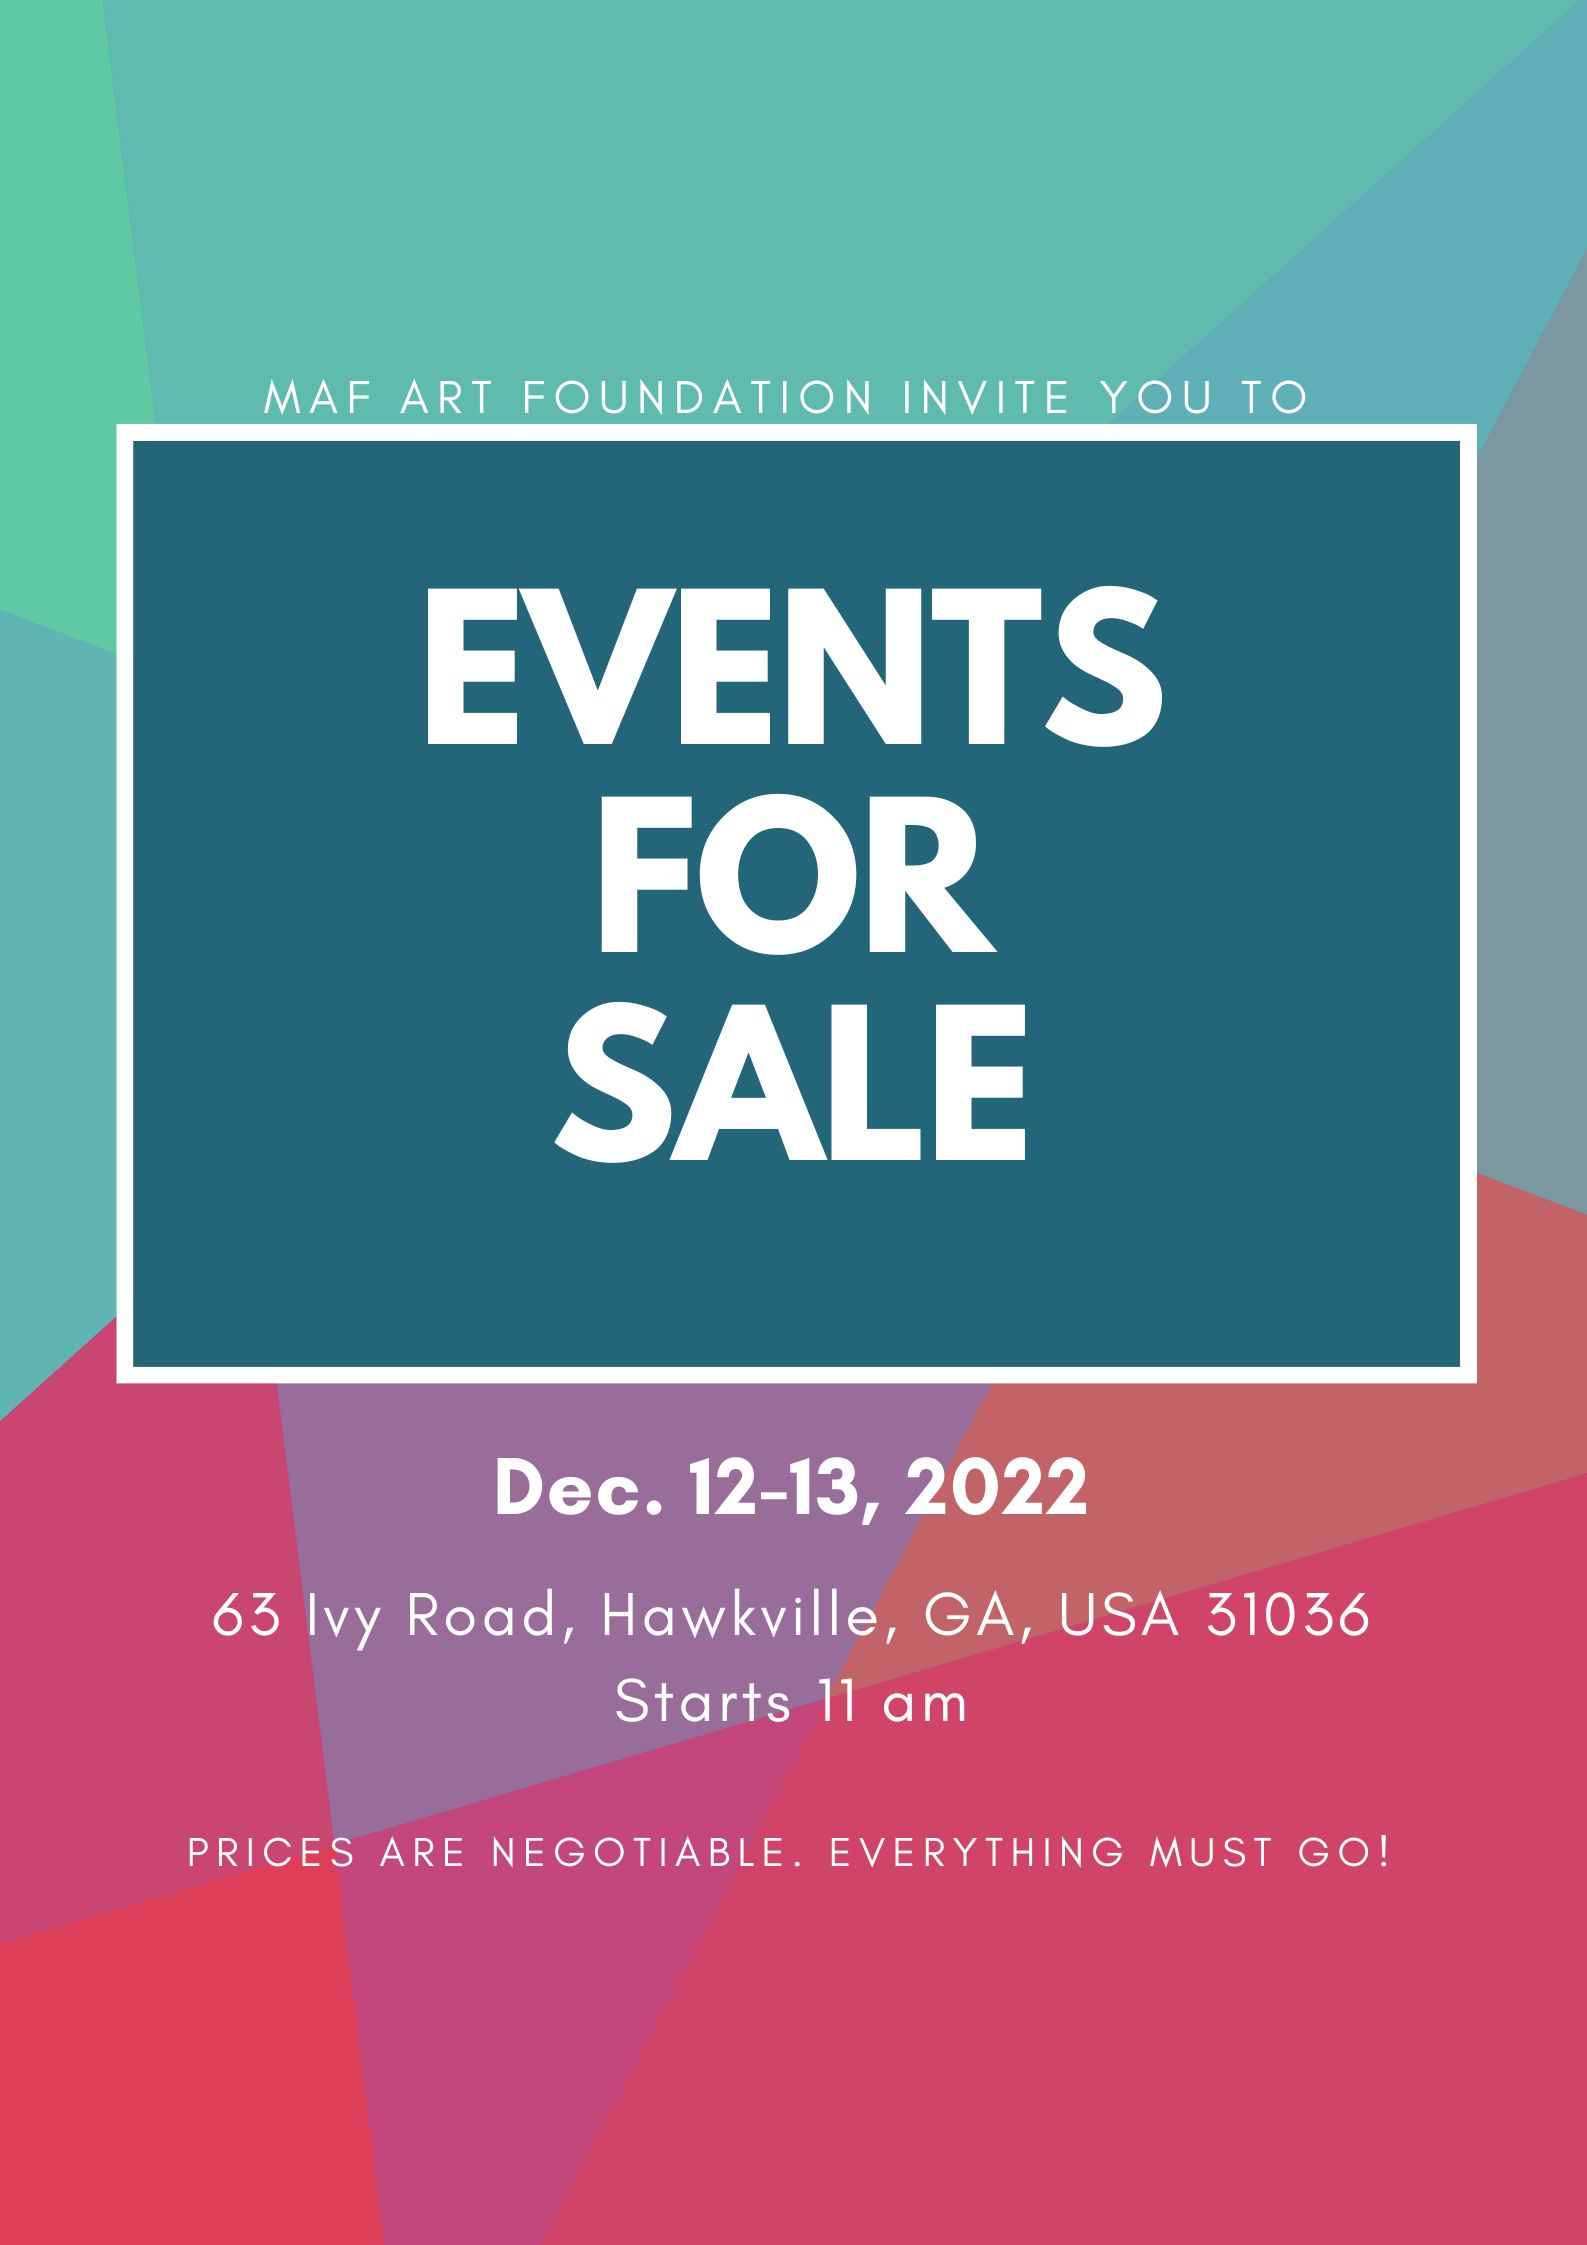 MAF ART FOUNDATION INVITE YOU TO
EVENTS
FOR
SALE
Dec. 12-13, 2022
63 Ivy Road, Hawkville, GA, USA 31036
Starts 11 am
PRICES ARE NEGOTIABLE. EVERYTHING MUST GO!